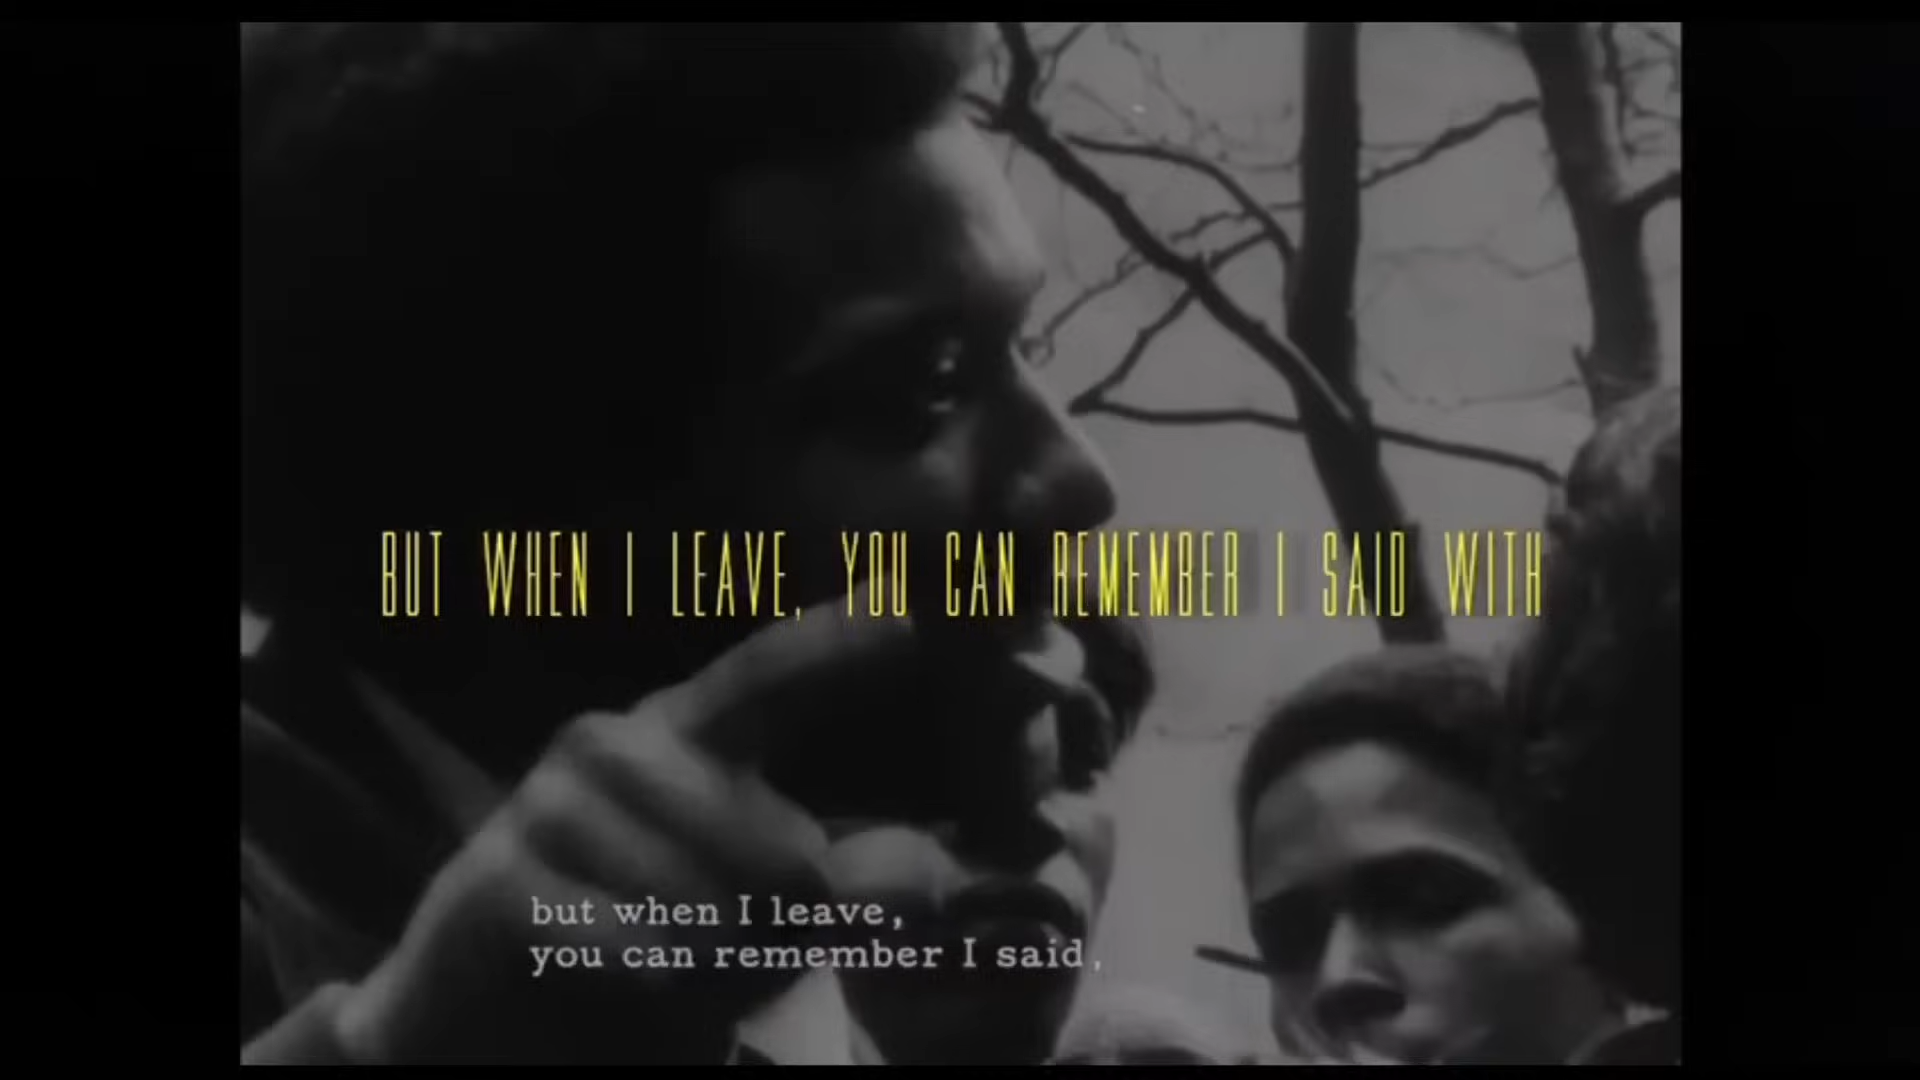 BUT WHEN I LEAVE, YOU CAN REMEMBER I SAID WITH
but when I leave,
you can remember I said,